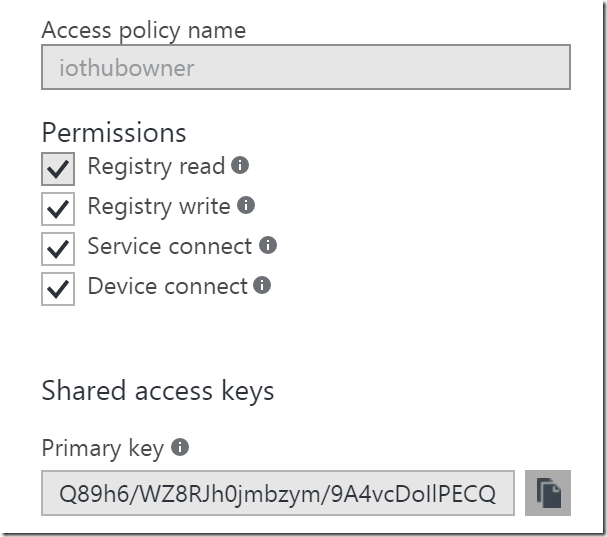 Access policy name
iothubowner
Permissions
Registry read
Registry write
Service connect
Device connect
Shared access keys
Primary key
Q89h6/WZ8RJh0jmbzym/9A4vcDoIlPECQ